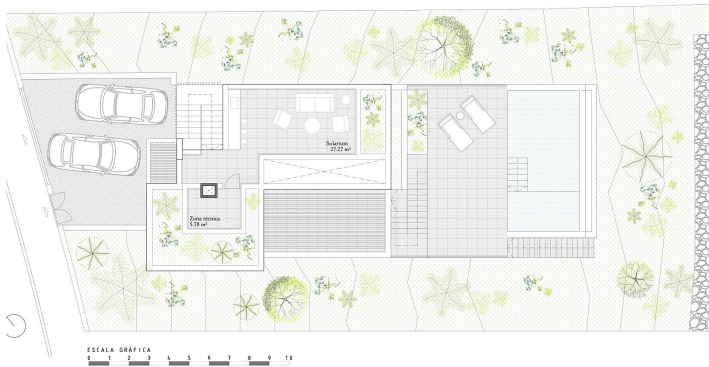 Solarium
27.27 m²
Zona técnica
5.78 m²
ESCALA GRÁFICA
0 1 2 3 4 5 6 7 8 9 10